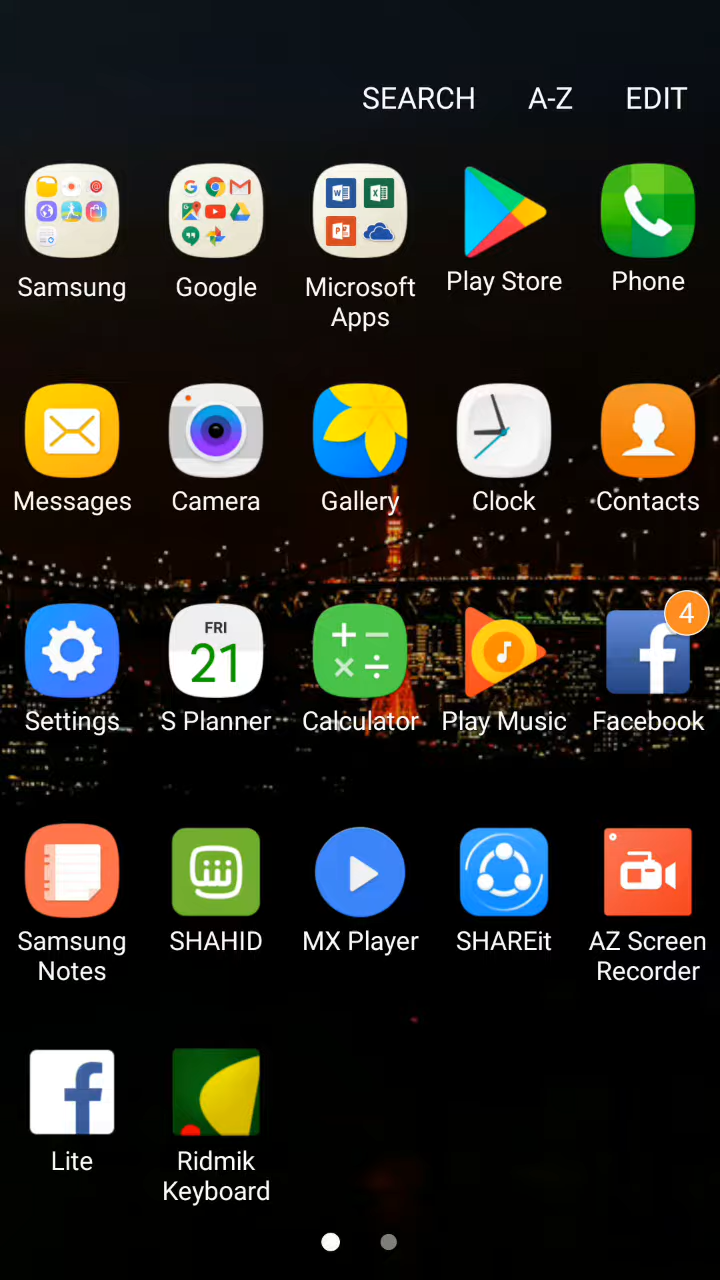 SEARCH A-Z EDIT
Samsung Google Microsoft Apps Play Store Phone
Messages Camera Gallery Clock Contacts
FRI
21
4
Settings S Planner Calculator Play Music Facebook
Samsung Notes SHAHID MX Player SHAREit AZ Screen Recorder
Lite Ridmik Keyboard